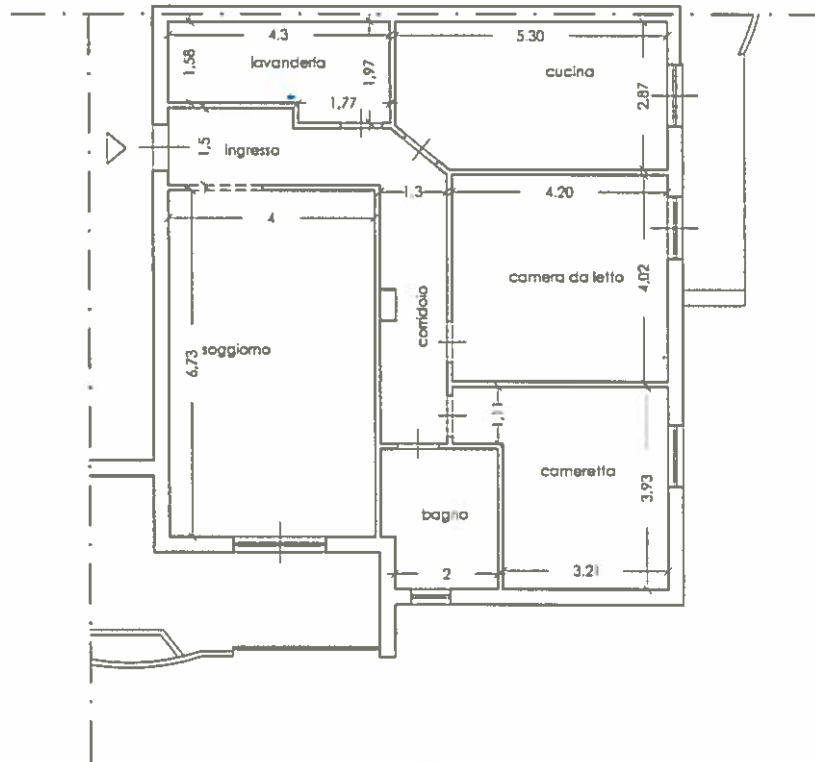 4.3
5.30
1,58
lavanderia
1,97
cucina
2,87
1,77
1,5
ingresso
1.3
4.20
4
camera da letto
4,02
corridoio
soggiorno
6,73
cameretta
3,93
bagno
2
3.21